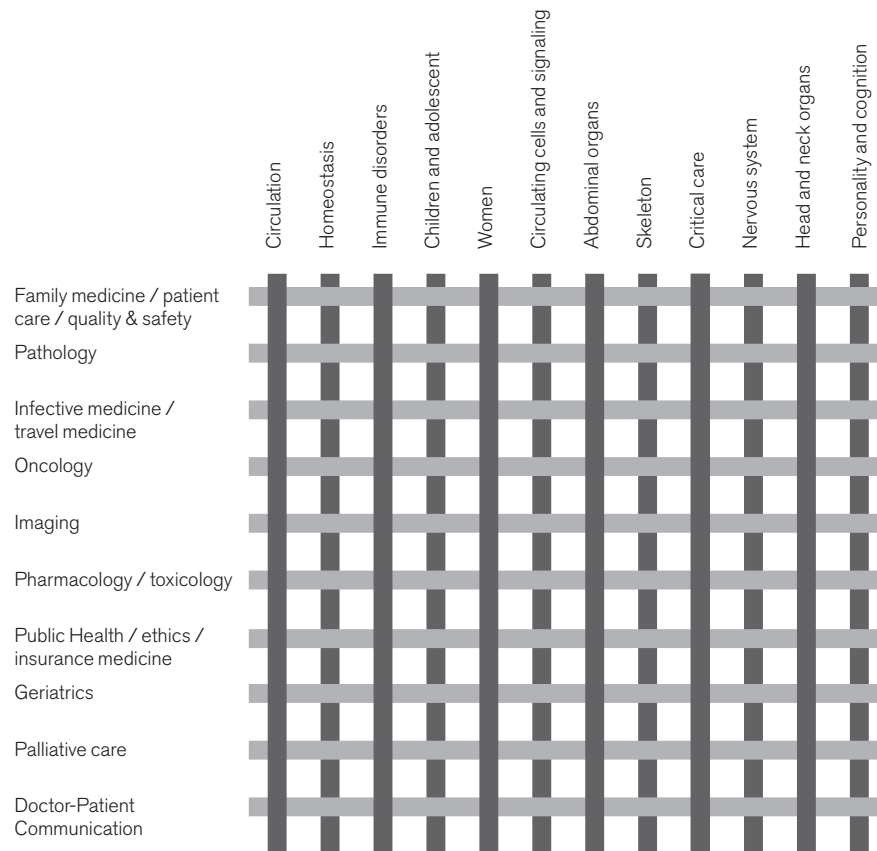 Circulation
Homeostasis
Immune disorders
Children and adolescent
Women
Circulating cells and signaling
Abdominal organs
Skeleton
Critical care
Nervous system
Head and neck organs
Personality and cognition
Family medicine / patient
care / quality & safety
Pathology
Infective medicine /
travel medicine
Oncology
Imaging
Pharmacology / toxicology
Public Health / ethics /
insurance medicine
Geriatrics
Palliative care
Doctor-Patient
Communication